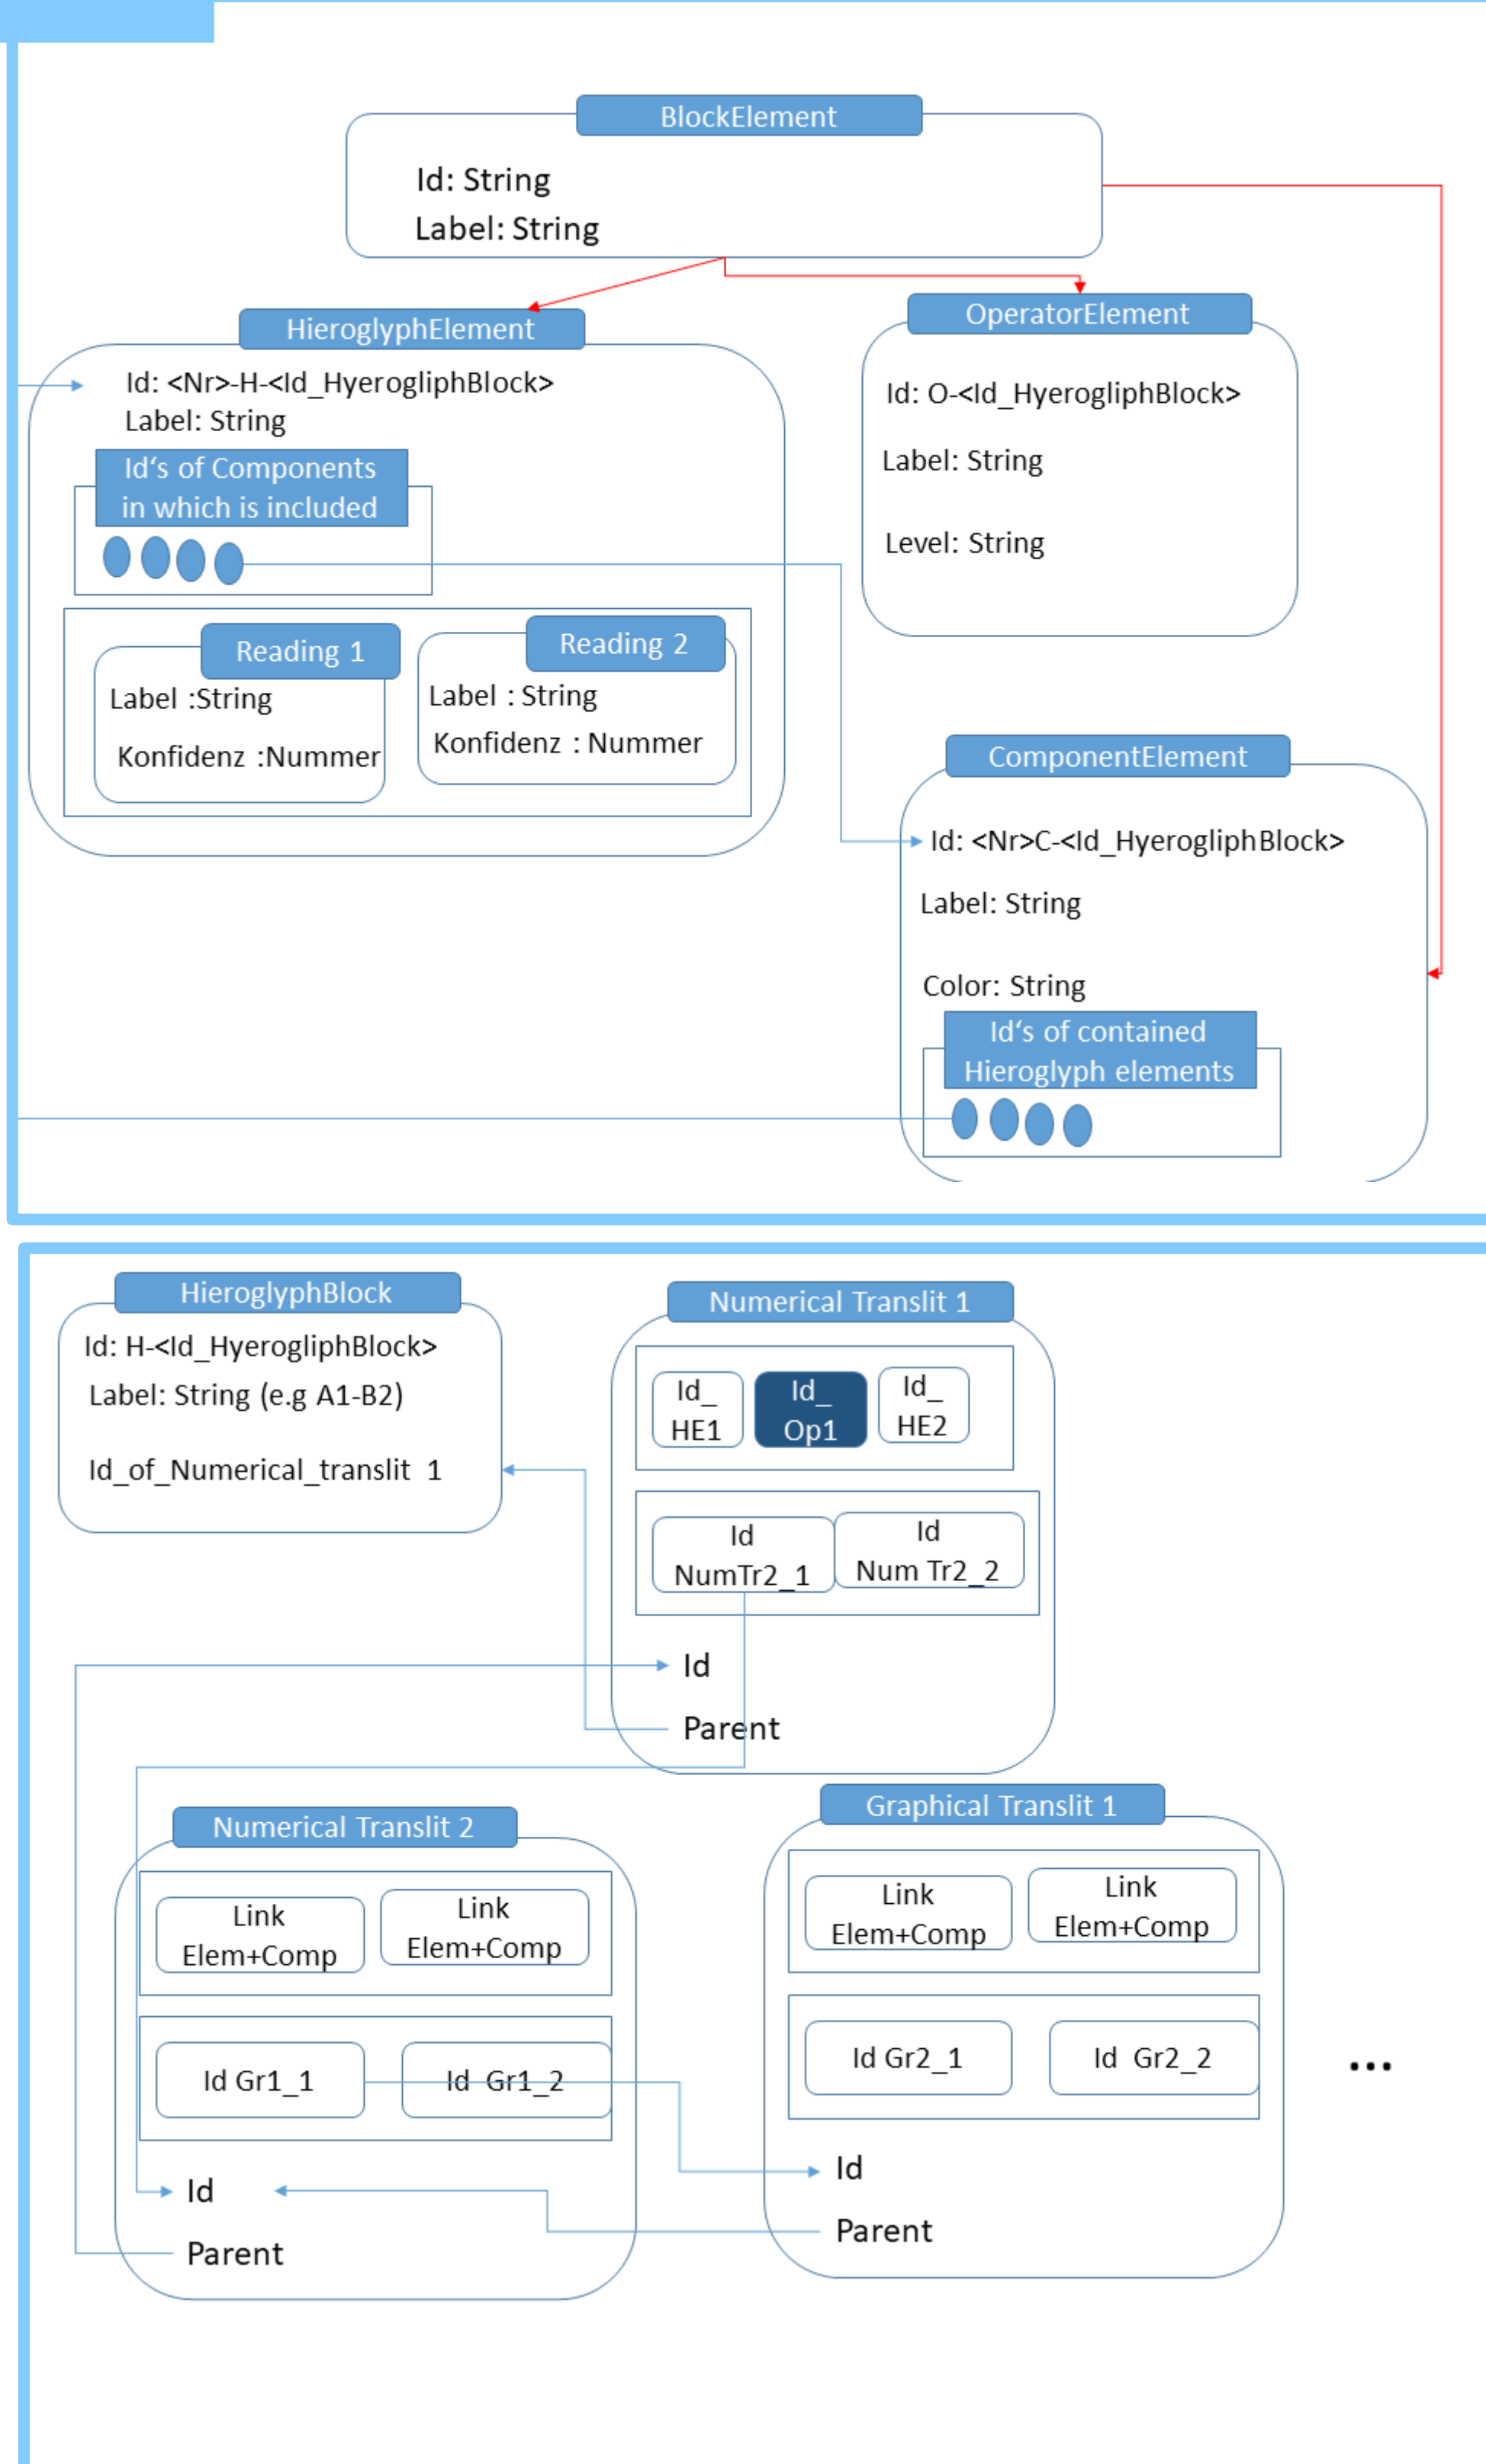 BlockElement
Id: String
Label: String
HieroglyphElement
Id: <Nr>-H-<Id_HyerogliphBlock>
Label: String
Id‘s of Components
in which is included
Reading 1
Label :String
Konfidenz :Nummer
Reading 2
Label : String
Konfidenz : Nummer
OperatorElement
Id: O-<Id_HyerogliphBlock>
Label: String
Level: String
ComponentElement
Id: <Nr>C-<Id_HyerogliphBlock>
Label: String
Color: String
Id‘s of contained
Hieroglyph elements
HieroglyphBlock
Id: H-<Id_HyerogliphBlock>
Label: String (e.g A1-B2)
Id_of_Numerical_translit 1
Numerical Translit 1
Id_
HE1
Id_
Op1
Id_
HE2
Id
NumTr2_1
Id
Num Tr2_2
Id
Parent
Numerical Translit 2
Link
Elem+Comp
Link
Elem+Comp
Id Gr1_1
Id Gr1_2
Id
Parent
Graphical Translit 1
Link
Elem+Comp
Link
Elem+Comp
Id Gr2_1
Id Gr2_2
Id
Parent
...